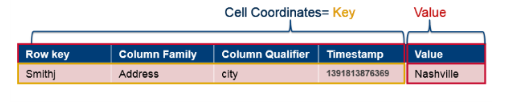 Cell Coordinates= Key Value
Row key Column Family Column Qualifier Timestamp Value
Smithj Address city 1391813876369 Nashville